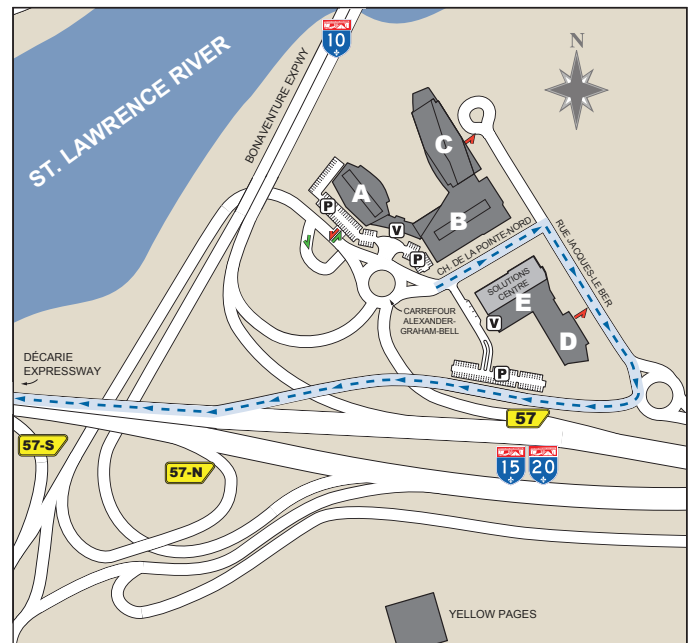 10
N
ST. LAWRENCE RIVER
BONAVENTURE EXPWY
C
A
P
B
V
P
CH. DE LA POINTE-NORD
RUE JACQUES-LE BER
SOLUTIONS
CENTRE
E
CARREFOUR
ALEXANDER-
GRAHAM-BELL
V
D
DÉCARIE
EXPRESSWAY
P
57
57-S
57-N
15
20
YELLOW PAGES